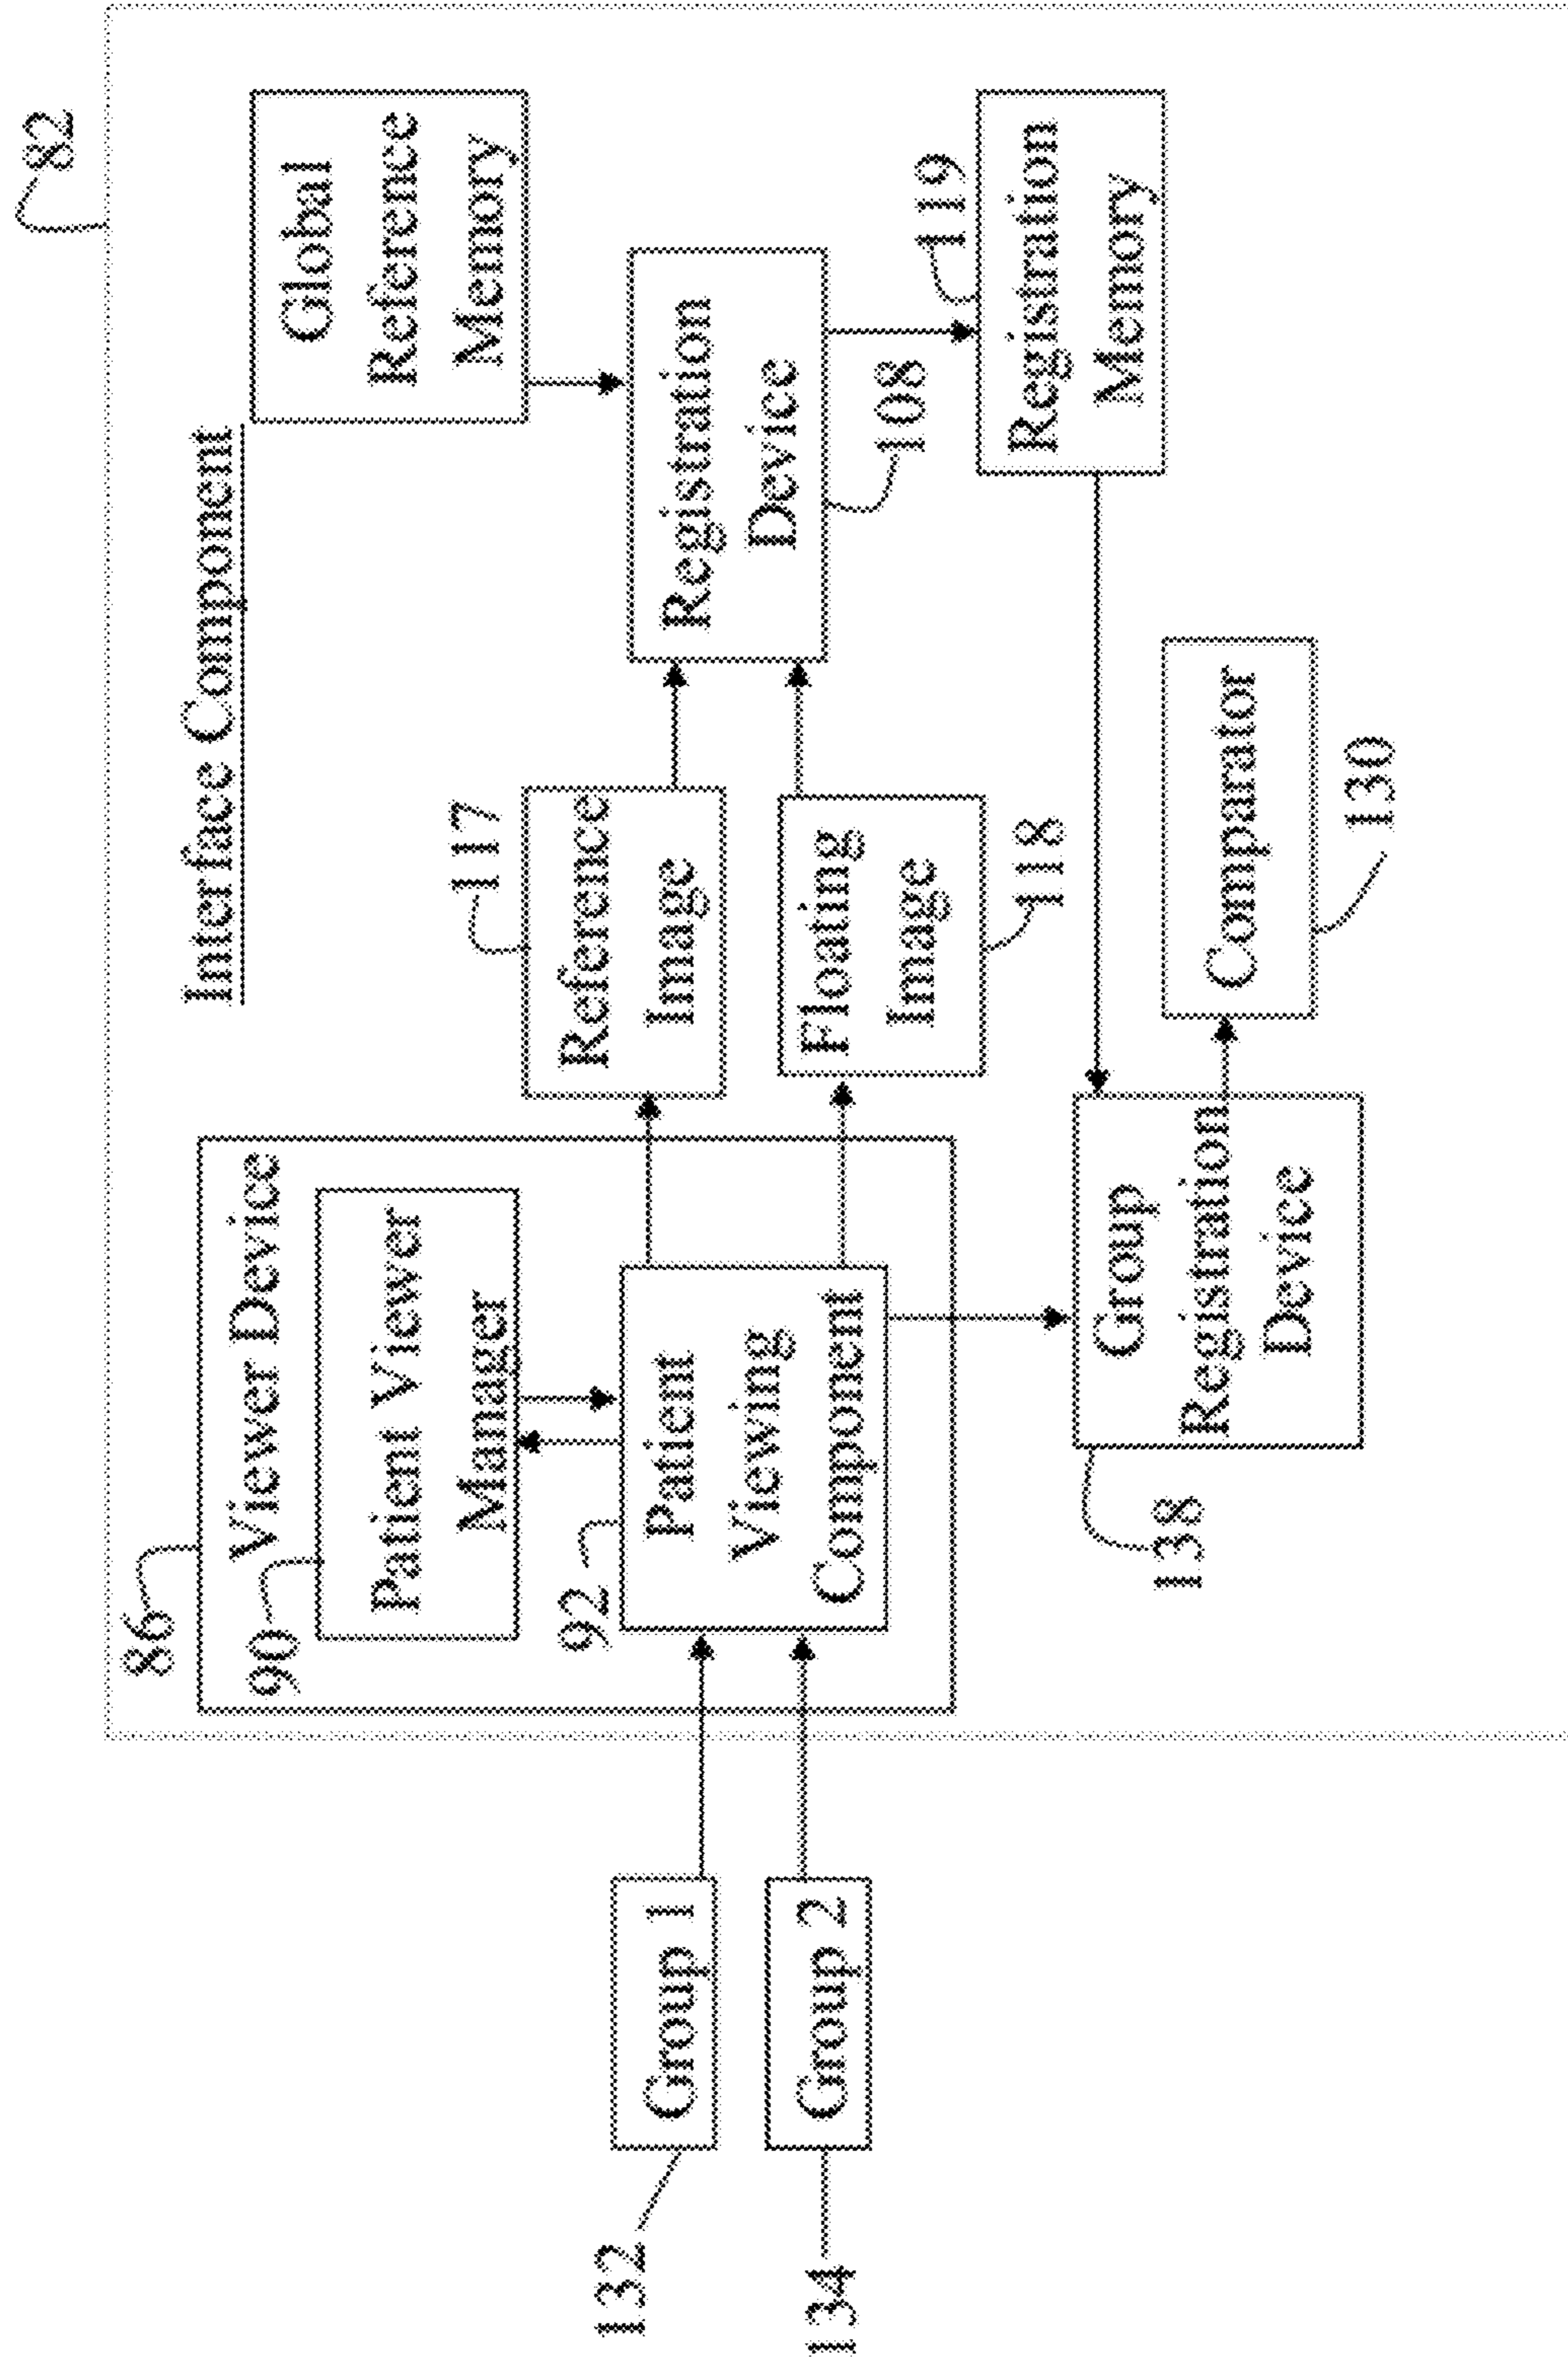 82
Interface Component
Global
Reference
Memory
86
Viewer Device
90
Patient Viewer
Manager
117
Reference
Image
Registration
Device
108
92
Patient
Viewing
Component
Floating
Image
118
119
Registration
Memory
132
Group 1
134
Group 2
138
Group
Registration
Device
Comparator
130